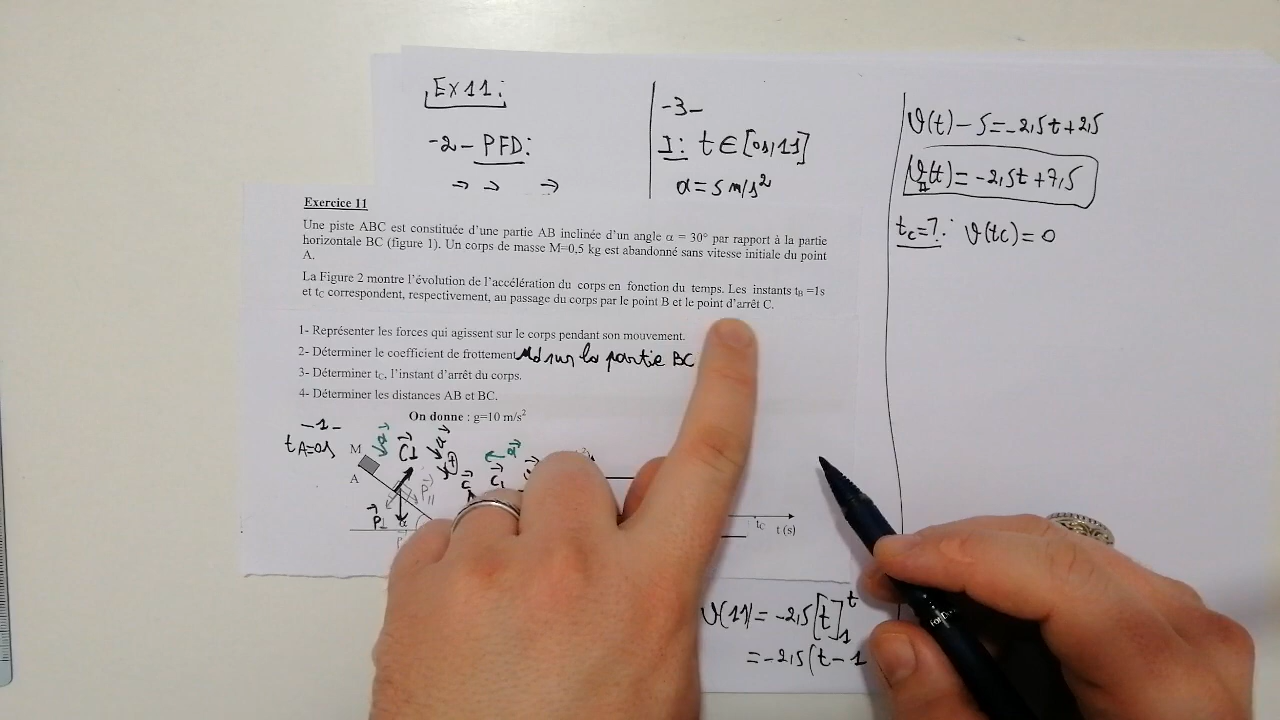 Ex 11:
-2- PFD:
-3-
I: t ∈ [0s, 1s]
a = 5 m/s²
ϑ(t) - 5 = -2,5t + 2,5
ϑ(t) = -2,5t + 7,5
tc = ?: ϑ(tc) = 0
Exercice 11
Une piste ABC est constituée d'une partie AB inclinée d'un angle α = 30° par rapport à la partie
horizontale BC (figure 1). Un corps de masse M=0,5 kg est abandonné sans vitesse initiale du point
A.
La Figure 2 montre l'évolution de l'accélération du corps en fonction du temps. Les instants tB =1s
et tC correspondent, respectivement, au passage du corps par le point B et le point d'arrêt C.
1- Représenter les forces qui agissent sur le corps pendant son mouvement.
2- Déterminer le coefficient de frottement μd sur la partie BC
3- Déterminer tC, l'instant d'arrêt du corps.
4- Déterminer les distances AB et BC.
On donne : g=10 m/s²
-1-
tA=0s
M
A
C⊥
P//
P⊥
α
tC
t (s)
ϑ(1) = -2,5[t]
t
1
= -2,5(t - 1